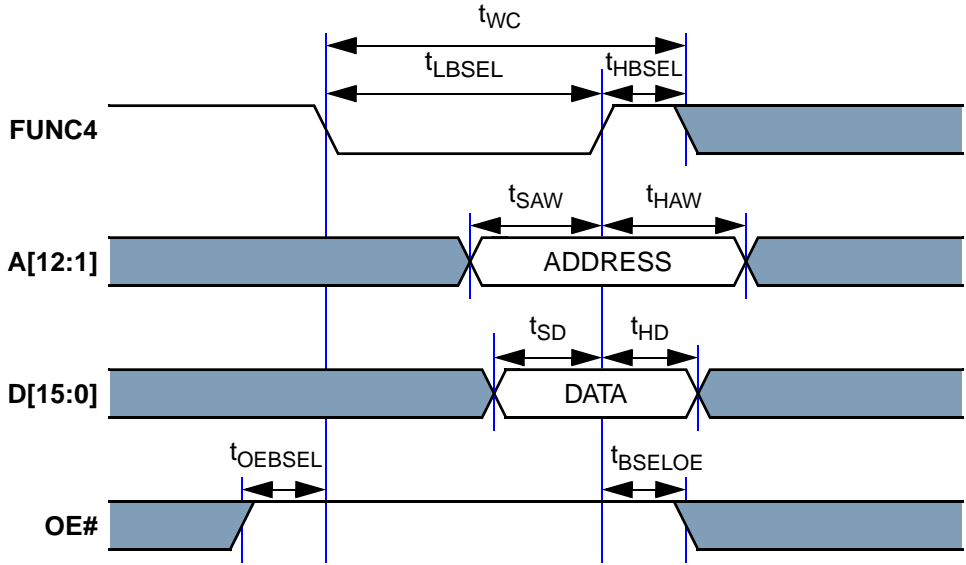 tWC
tLBSEL tHBSEL
FUNC4
tSAW tHAW
A[12:1] ADDRESS
tSD tHD
D[15:0] DATA
tOEBSEL tBSELOE
OE#